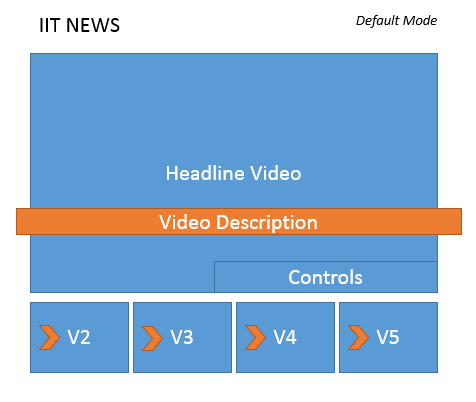 IIT NEWS
Default Mode
Headline Video
Video Description
Controls
V2
V3
V4
V5